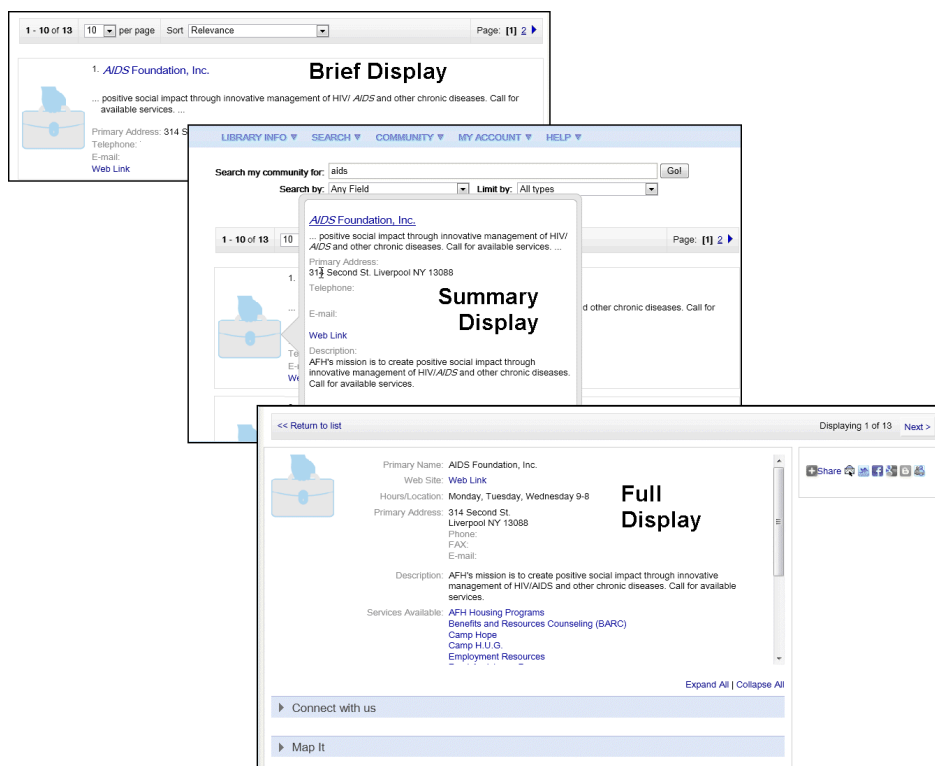 1 - 10 of 13 10 per page Sort Relevance Page: [1] 2
1. AIDS Foundation, Inc.
Brief Display
... positive social impact through innovative management of HIV/ AIDS and other chronic diseases. Call for
available services. ...
Primary Address: 314 S
Telephone:
E-mail:
Web Link
LIBRARY INFO SEARCH COMMUNITY MY ACCOUNT HELP
Search my community for: aids Go!
Search by: Any Field Limit by: All types
1 - 10 of 13 10 Page: [1] 2
AIDS Foundation, Inc.
... positive social impact through innovative management of HIV/
AIDS and other chronic diseases. Call for available services. ...
Primary Address:
314 Second St. Liverpool NY 13088
Telephone:
E-mail:
Web Link
Description:
AFH's mission is to create positive social impact through
innovative management of HIV/AIDS and other chronic diseases.
Call for available services.
Summary
Display
1.
... d other chronic diseases. Call for
Te
E-
We
<< Return to list Displaying 1 of 13 Next >
Share
Primary Name: AIDS Foundation, Inc.
Web Site: Web Link
Hours/Location: Monday, Tuesday, Wednesday 9-8
Primary Address: 314 Second St.
Liverpool NY 13088
Phone:
FAX:
E-mail:
Full
Display
Description: AFH's mission is to create positive social impact through innovative
management of HIV/AIDS and other chronic diseases. Call for available
services.
Services Available: AFH Housing Programs
Benefits and Resources Counseling (BARC)
Camp Hope
Camp H.U.G.
Employment Resources
Expand All | Collapse All
Connect with us
Map It